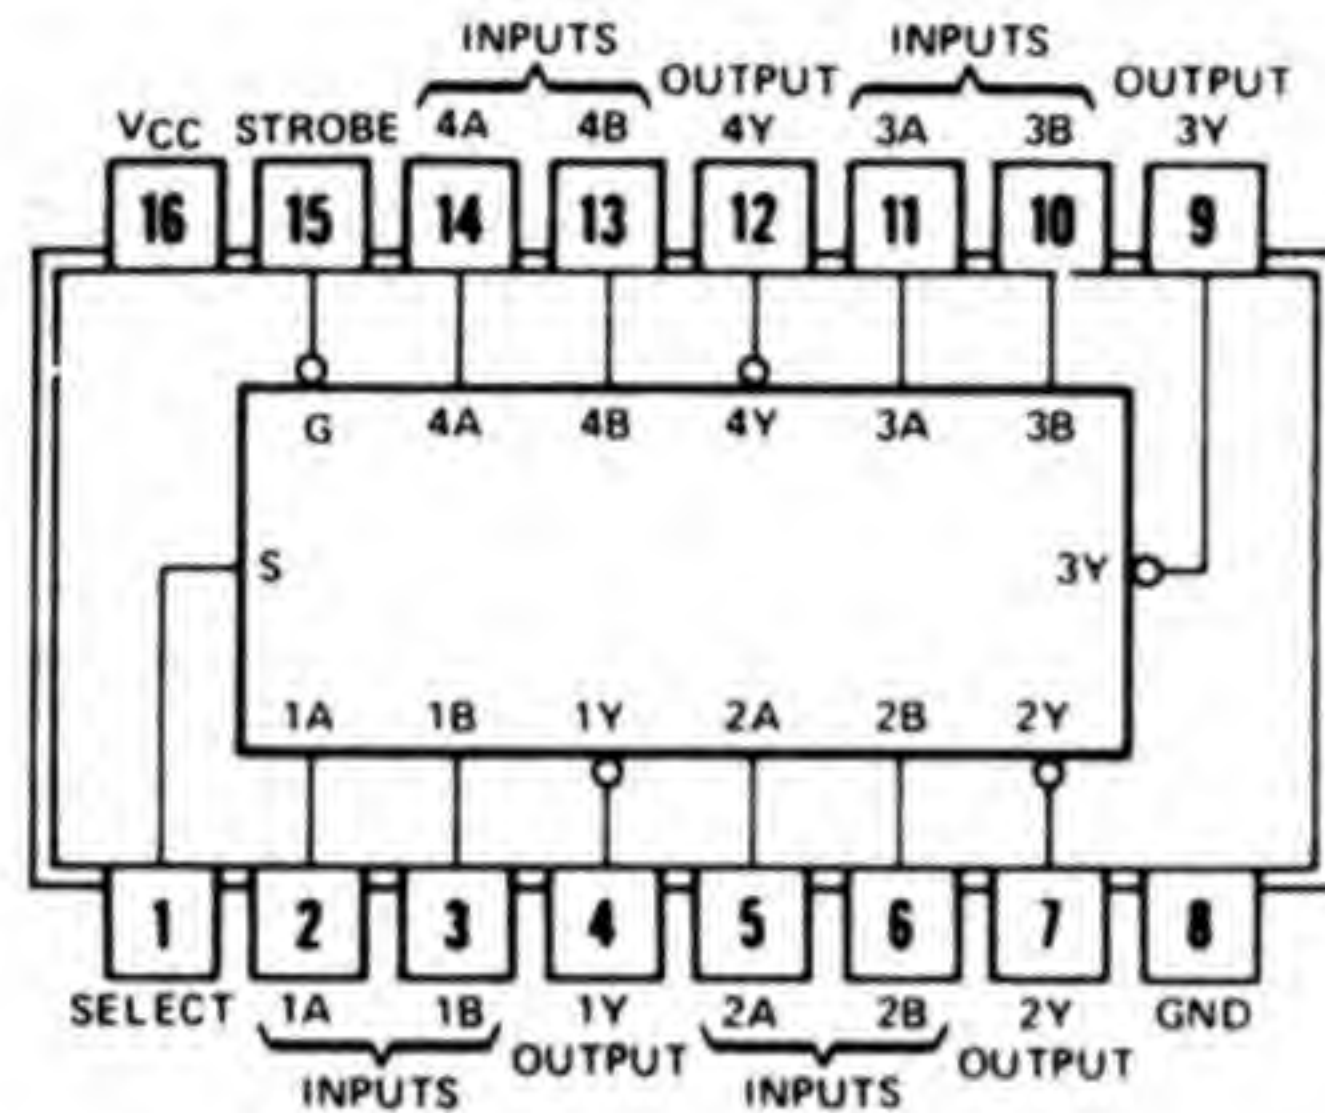 INPUTS INPUTS
OUTPUT OUTPUT
VCC STROBE 4A 4B 4Y 3A 3B 3Y
16 15 14 13 12 11 10 9
G 4A 4B 4Y 3A 3B
S 3Y
1A 1B 1Y 2A 2B 2Y
1 2 3 4 5 6 7 8
SELECT 1A 1B 1Y 2A 2B 2Y GND
OUTPUT OUTPUT
INPUTS INPUTS